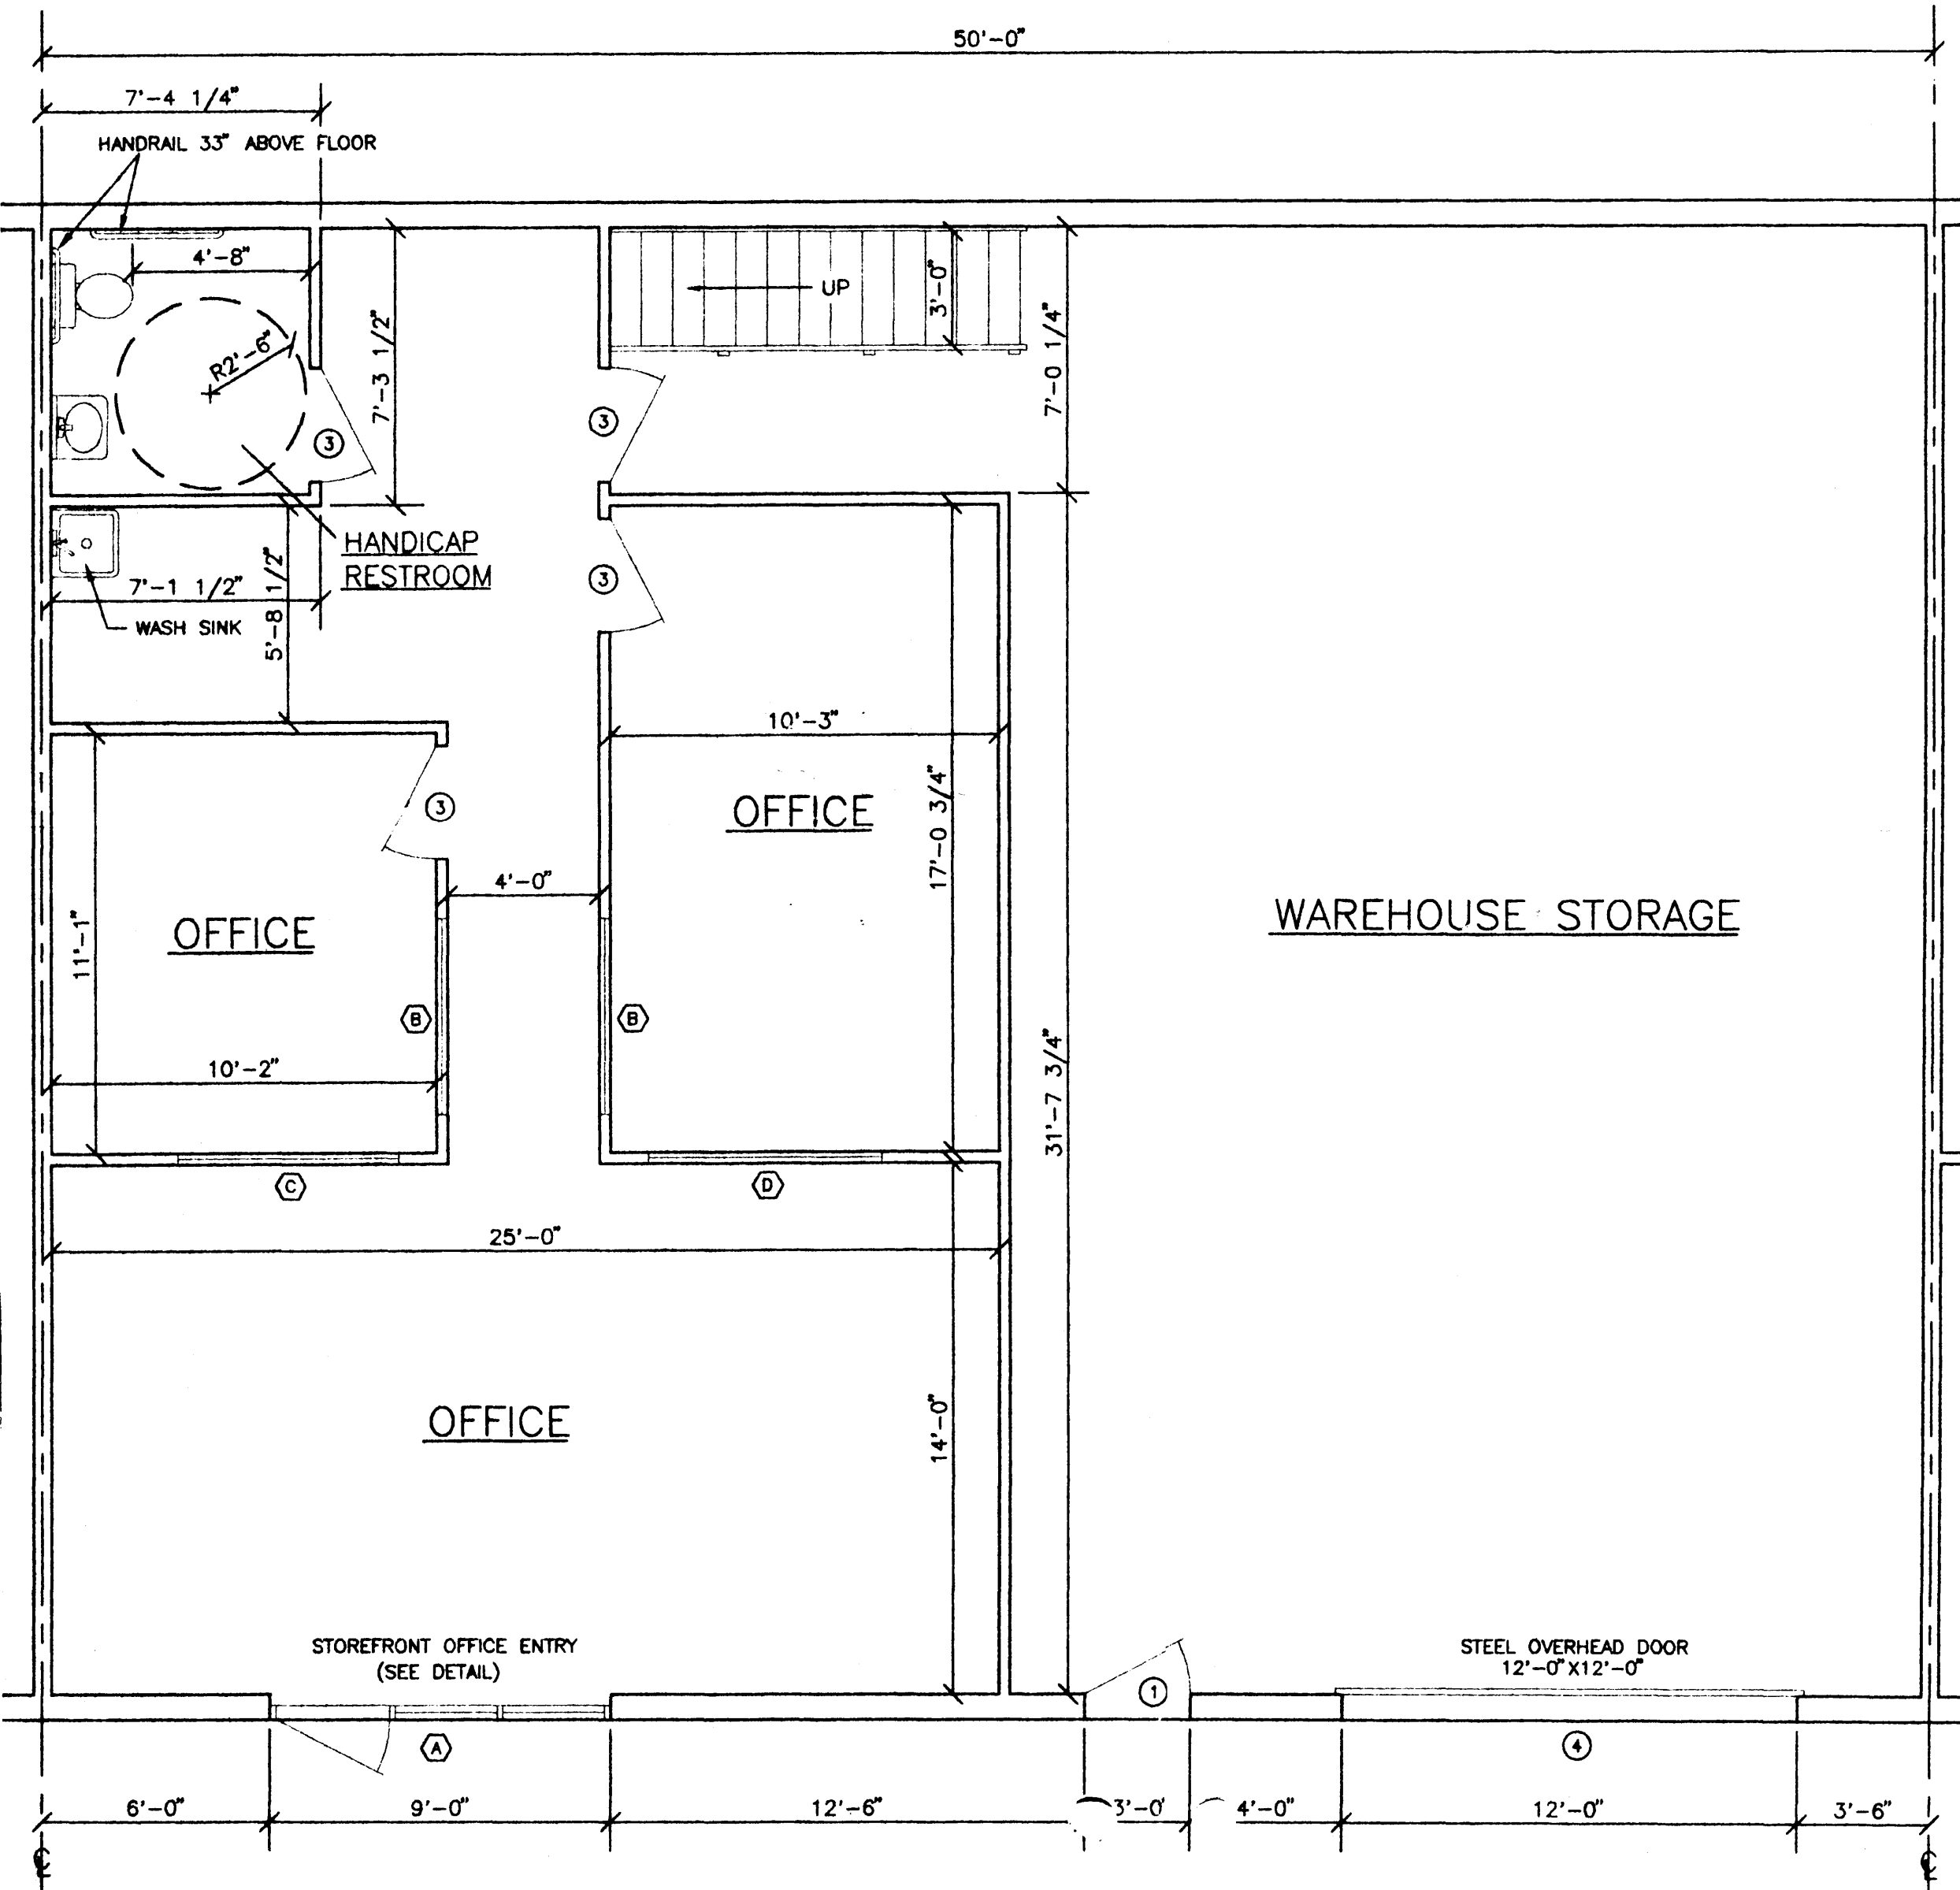 50'-0"
7'-4 1/4"
HANDRAIL 33" ABOVE FLOOR
4'-8"
UP
3'-0"
R2'-6"
7'-3 1/2"
7'-0 1/4"
3
3
HANDICAP
RESTROOM
7'-1 1/2"
5'-8 1/2"
3
WASH SINK
10'-3"
3
OFFICE
17'-0 3/4"
4'-0"
OFFICE
11'-1"
WAREHOUSE STORAGE
B
B
10'-2"
31'-7 3/4"
C
D
25'-0"
OFFICE
14'-0"
STOREFRONT OFFICE ENTRY
(SEE DETAIL)
STEEL OVERHEAD DOOR
12'-0"X12'-0"
1
A
4
6'-0"
9'-0"
12'-6"
3'-0'
4'-0"
12'-0"
3'-6"
℄
℄